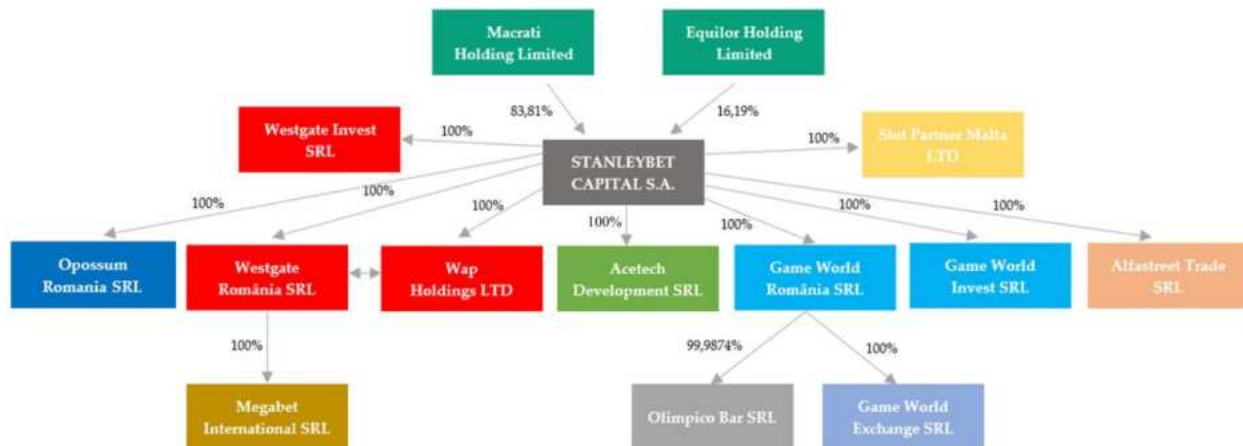 Macrati
Holding Limited
Equilor Holding
Limited
83,81%
16,19%
Westgate Invest
SRL
100%
STANLEYBET
CAPITAL S.A.
100%
Slot Partner Malta
LTD
100%
100%
100%
100%
100%
100%
100%
Opossum
Romania SRL
Westgate
România SRL
Wap
Holdings LTD
Acetech
Development SRL
Game World
România SRL
Game World
Invest SRL
Alfastreet Trade
SRL
100%
99,9874%
100%
Megabet
International SRL
Olimpico Bar SRL
Game World
Exchange SRL